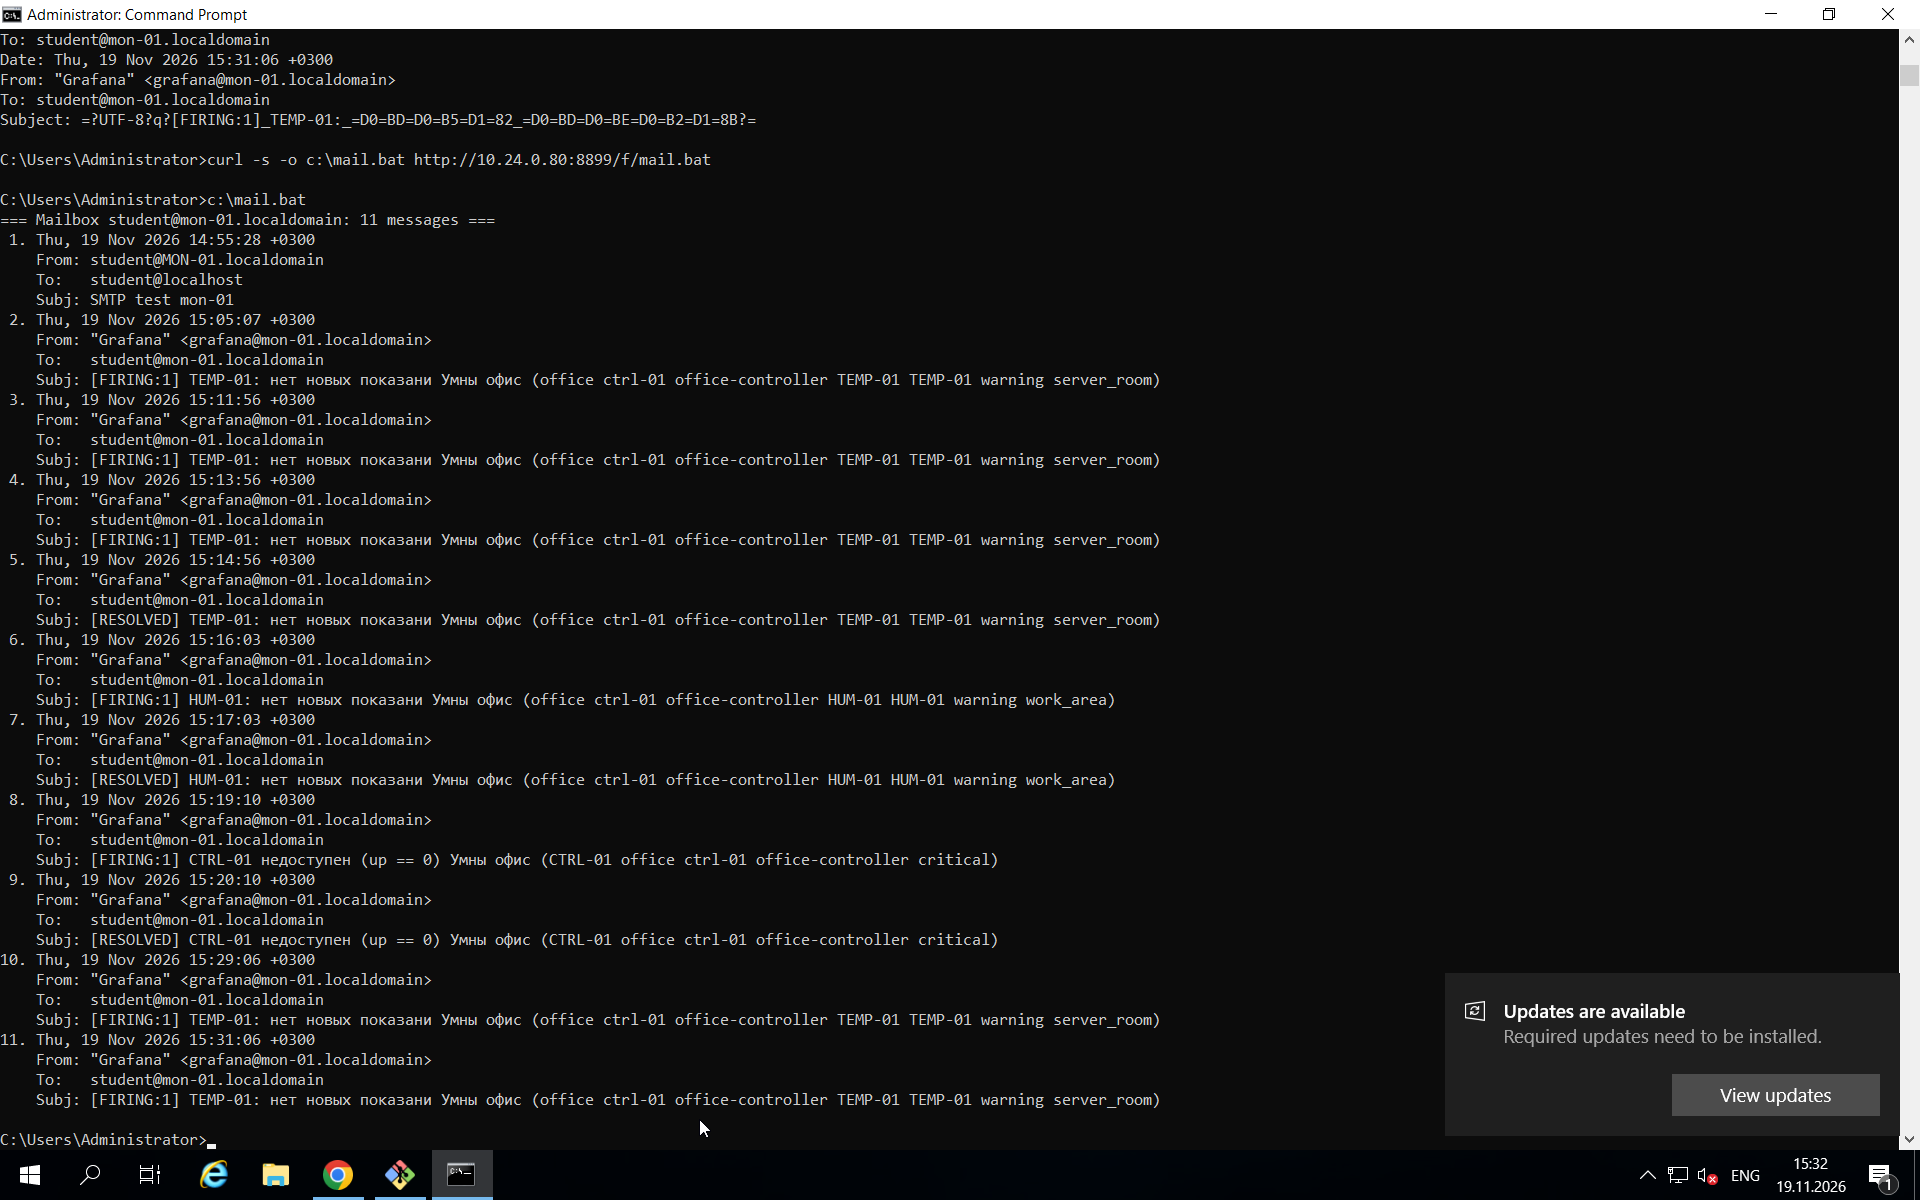 Administrator: Command Prompt
To: student@mon-01.localdomain
Date: Thu, 19 Nov 2026 15:31:06 +0300
From: "Grafana" <grafana@mon-01.localdomain>
To: student@mon-01.localdomain
Subject: =?UTF-8?q?[FIRING:1]_TEMP-01:_=D0=BD=D0=B5=D1=82_=D0=BD=D0=BE=D0=B2=D1=8B?=
C:\Users\Administrator>curl -s -o c:\mail.bat http://10.24.0.80:8899/f/mail.bat
C:\Users\Administrator>c:\mail.bat
=== Mailbox student@mon-01.localdomain: 11 messages ===
1. Thu, 19 Nov 2026 14:55:28 +0300
From: student@MON-01.localdomain
To: student@localhost
Subj: SMTP test mon-01
2. Thu, 19 Nov 2026 15:05:07 +0300
From: "Grafana" <grafana@mon-01.localdomain>
To: student@mon-01.localdomain
Subj: [FIRING:1] TEMP-01: нет новых показани Умны офис (office ctrl-01 office-controller TEMP-01 TEMP-01 warning server_room)
3. Thu, 19 Nov 2026 15:11:56 +0300
From: "Grafana" <grafana@mon-01.localdomain>
To: student@mon-01.localdomain
Subj: [FIRING:1] TEMP-01: нет новых показани Умны офис (office ctrl-01 office-controller TEMP-01 TEMP-01 warning server_room)
4. Thu, 19 Nov 2026 15:13:56 +0300
From: "Grafana" <grafana@mon-01.localdomain>
To: student@mon-01.localdomain
Subj: [FIRING:1] TEMP-01: нет новых показани Умны офис (office ctrl-01 office-controller TEMP-01 TEMP-01 warning server_room)
5. Thu, 19 Nov 2026 15:14:56 +0300
From: "Grafana" <grafana@mon-01.localdomain>
To: student@mon-01.localdomain
Subj: [RESOLVED] TEMP-01: нет новых показани Умны офис (office ctrl-01 office-controller TEMP-01 TEMP-01 warning server_room)
6. Thu, 19 Nov 2026 15:16:03 +0300
From: "Grafana" <grafana@mon-01.localdomain>
To: student@mon-01.localdomain
Subj: [FIRING:1] HUM-01: нет новых показани Умны офис (office ctrl-01 office-controller HUM-01 HUM-01 warning work_area)
7. Thu, 19 Nov 2026 15:17:03 +0300
From: "Grafana" <grafana@mon-01.localdomain>
To: student@mon-01.localdomain
Subj: [RESOLVED] HUM-01: нет новых показани Умны офис (office ctrl-01 office-controller HUM-01 HUM-01 warning work_area)
8. Thu, 19 Nov 2026 15:19:10 +0300
From: "Grafana" <grafana@mon-01.localdomain>
To: student@mon-01.localdomain
Subj: [FIRING:1] CTRL-01 недоступен (up == 0) Умны офис (CTRL-01 office ctrl-01 office-controller critical)
9. Thu, 19 Nov 2026 15:20:10 +0300
From: "Grafana" <grafana@mon-01.localdomain>
To: student@mon-01.localdomain
Subj: [RESOLVED] CTRL-01 недоступен (up == 0) Умны офис (CTRL-01 office ctrl-01 office-controller critical)
10. Thu, 19 Nov 2026 15:29:06 +0300
From: "Grafana" <grafana@mon-01.localdomain>
To: student@mon-01.localdomain
Subj: [FIRING:1] TEMP-01: нет новых показани Умны офис (office ctrl-01 office-controller TEMP-01 TEMP-01 warning server_room)
11. Thu, 19 Nov 2026 15:31:06 +0300
From: "Grafana" <grafana@mon-01.localdomain>
To: student@mon-01.localdomain
Subj: [FIRING:1] TEMP-01: нет новых показани Умны офис (office ctrl-01 office-controller TEMP-01 TEMP-01 warning server_room)
C:\Users\Administrator>
Updates are available
Required updates need to be installed.
View updates
ENG
15:32
19.11.2026
1